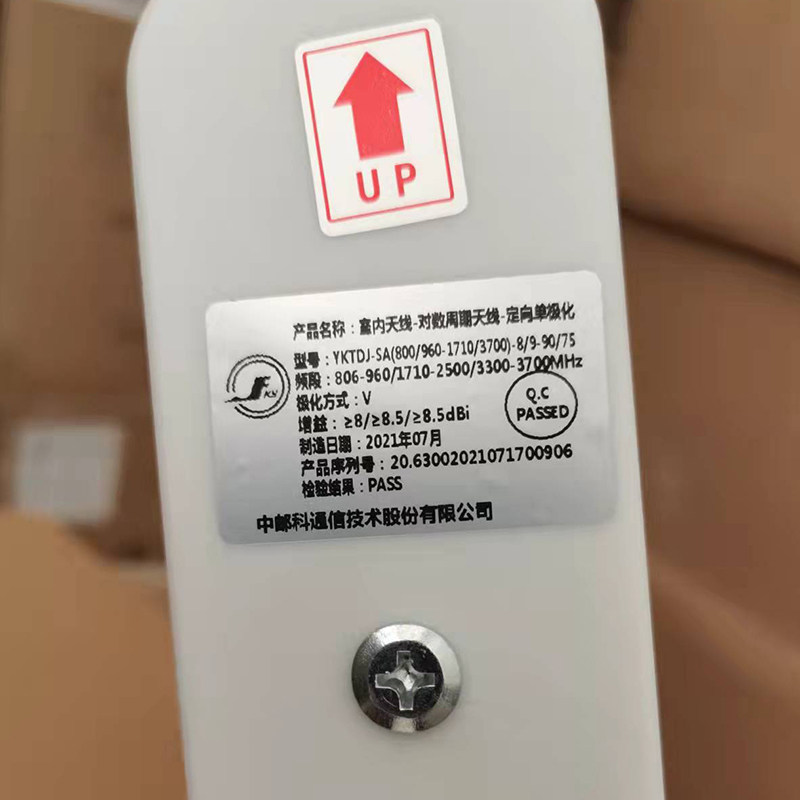 UP
产品名称：室内天线-对数周期天线-定向单极化
型号：YKTDJ-SA(800/960-1710/3700)-8/9-90/75
频段：806-960/1710-2500/3300-3700MHz
极化方式：V
增益：≥8/≥8.5/≥8.5dBi
制造日期：2021年07月
产品序列号：20.63002021071700906
检验结果：PASS
Q.C
PASSED
中邮科通信技术股份有限公司